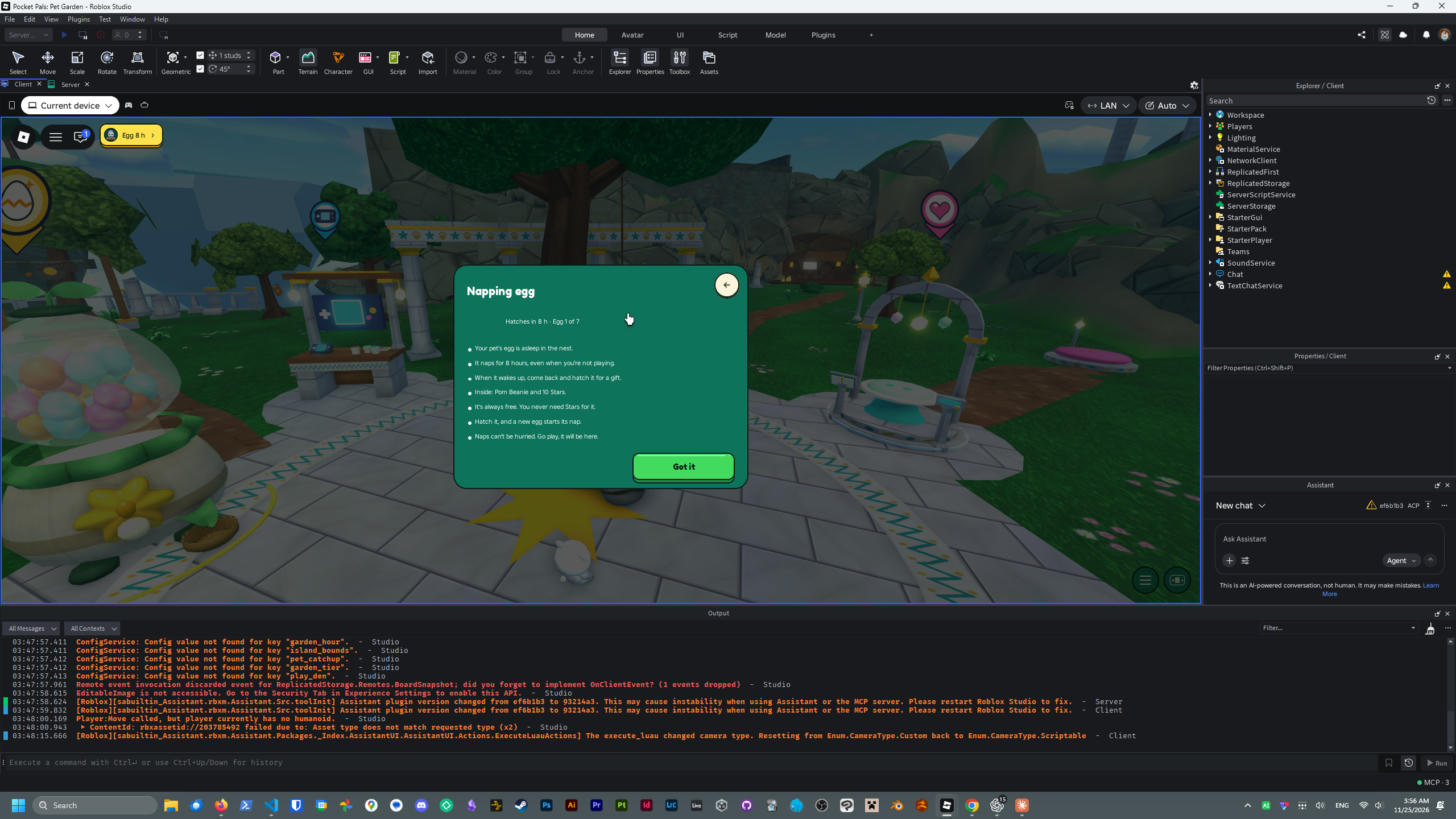 Pocket Pals: Pet Garden - Roblox Studio
File Edit View Plugins Test Window Help
Server... 0 Home Avatar UI Script Model Plugins +
1 studs
45°
Select Move Scale Rotate Transform Geometric Part Terrain Character GUI Script Import Material Color Group Lock Anchor Explorer Properties Toolbox Assets
Client Server
Current device LAN Auto
1 Egg 8 h
Napping egg
Hatches in 8 h · Egg 1 of 7
Your pet's egg is asleep in the nest.
It naps for 8 hours, even when you're not playing.
When it wakes up, come back and hatch it for a gift.
Inside: Pom Beanie and 10 Stars.
It's always free. You never need Stars for it.
Hatch it, and a new egg starts its nap.
Naps can't be hurried. Go play, it will be here.
Got it
Explorer / Client
Search
Workspace
Players
Lighting
MaterialService
NetworkClient
ReplicatedFirst
ReplicatedStorage
ServerScriptService
ServerStorage
StarterGui
StarterPack
StarterPlayer
Teams
SoundService
Chat
TextChatService
Properties / Client
Filter Properties (Ctrl+Shift+P)
Assistant
New chat ef6b1b3 ACP
Ask Assistant
Agent
This is an AI-powered conversation, not human. It may make mistakes. Learn
More
Output
All Messages All Contexts Filter...
03:47:57.411 ConfigService: Config value not found for key "garden_hour". - Studio
03:47:57.411 ConfigService: Config value not found for key "island_bounds". - Studio
03:47:57.412 ConfigService: Config value not found for key "pet_catchup". - Studio
03:47:57.412 ConfigService: Config value not found for key "garden_tier". - Studio
03:47:57.413 ConfigService: Config value not found for key "play_den". - Studio
03:47:57.961 Remote event invocation discarded event for ReplicatedStorage.Remotes.BoardSnapshot; did you forget to implement OnClientEvent? (1 events dropped) - Studio
03:47:58.615 EditableImage is not accessible. Go to the Security Tab in Experience Settings to enable this API. - Studio
03:47:58.624 [Roblox][sabuiltin_Assistant.rbxm.Assistant.Src.toolInit] Assistant plugin version changed from ef6b1b3 to 93214a3. This may cause instability when using Assistant or the MCP server. Please restart Roblox Studio to fix. - Server
03:47:59.832 [Roblox][sabuiltin_Assistant.rbxm.Assistant.Src.toolInit] Assistant plugin version changed from ef6b1b3 to 93214a3. This may cause instability when using Assistant or the MCP server. Please restart Roblox Studio to fix. - Client
03:48:00.169 Player:Move called, but player currently has no humanoid. - Studio
03:48:00.943 ContentId: rbxassetid://203785492 failed due to: Asset type does not match requested type (x2) - Studio
03:48:15.666 [Roblox][sabuiltin_Assistant.rbxm.Assistant.Packages._Index.AssistantUI.AssistantUI.Actions.ExecuteLuauActions] The execute_luau changed camera type. Resetting from Enum.CameraType.Custom back to Enum.CameraType.Scriptable - Client
Execute a command with Ctrl+↵ or use Ctrl+Up/Down for history Run
MCP · 3
Search Ps Ai Pr Pt Id LrC Live 15 ENG 3:56 AM
11/25/2026